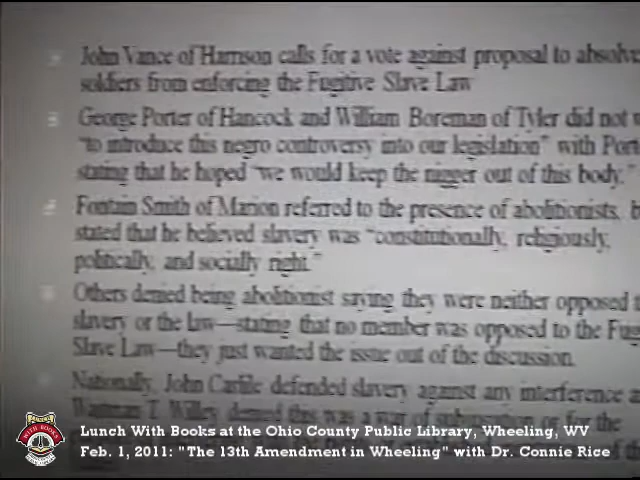 John Vance of Harrison calls for a vote against proposal to absolve
soldiers from enforcing the Fugitive Slave Law
George Porter of Hancock and William Boreman of Tyler did not w
"to introduce this negro controversy into our legislation" with Port
stating that he hoped "we would keep the nigger out of this body."
Fontain Smith of Marion referred to the presence of abolitionists, b
stated that he believed slavery was "constitutionally, religiously,
politically, and socially right."
Others denied being abolitionist saying they were neither opposed t
slavery or the law—stating that no member was opposed to the Fug
Slave Law—they just wanted the issue out of the discussion.
Nationally, John Carlile defended slavery against any interference a
T. Willey denied this was a war of for the
Lunch With Books at the Ohio County Public Library, Wheeling, WV
Feb. 1, 2011: "The 13th Amendment in Wheeling" with Dr. Connie Rice
LUNCH
WITH BOOKS